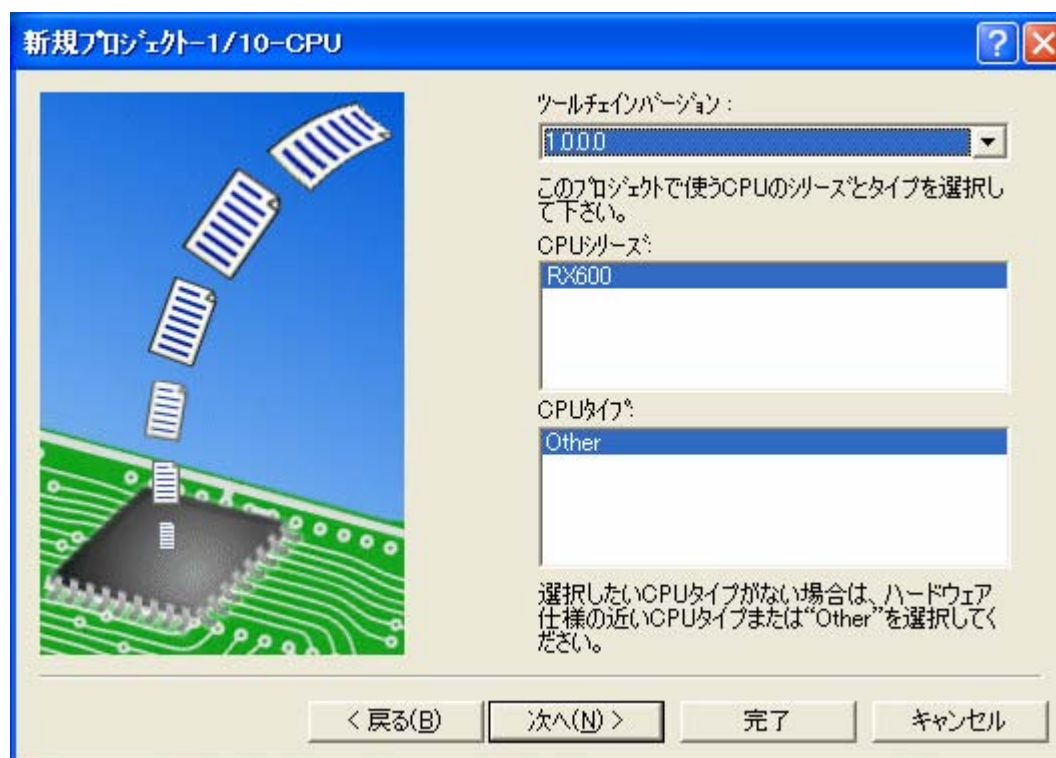 新規プロジェクト-1/10-CPU
ツールチェインバージョン :
1.0.0.0
このプロジェクトで使うCPUのシリーズとタイプを選択し
て下さい。
CPUシリーズ:
RX600
CPUタイプ:
Other
選択したいCPUタイプがない場合は、ハードウェア
仕様の近いCPUタイプまたは“Other”を選択してく
ださい。
< 戻る(B)
次へ(N) >
完了
キャンセル